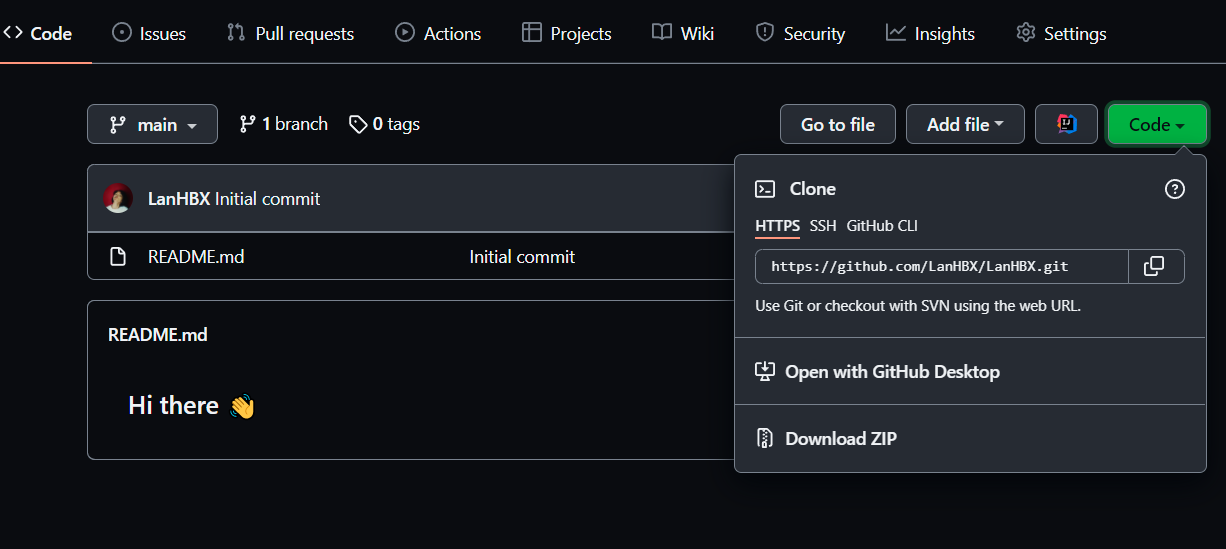 Code Issues Pull requests Actions Projects Wiki Security Insights Settings
main 1 branch 0 tags Go to file Add file Code
LanHBX Initial commit
README.md Initial commit
README.md
Hi there 👋
Clone
HTTPS SSH GitHub CLI
https://github.com/LanHBX/LanHBX.git
Use Git or checkout with SVN using the web URL.
Open with GitHub Desktop
Download ZIP